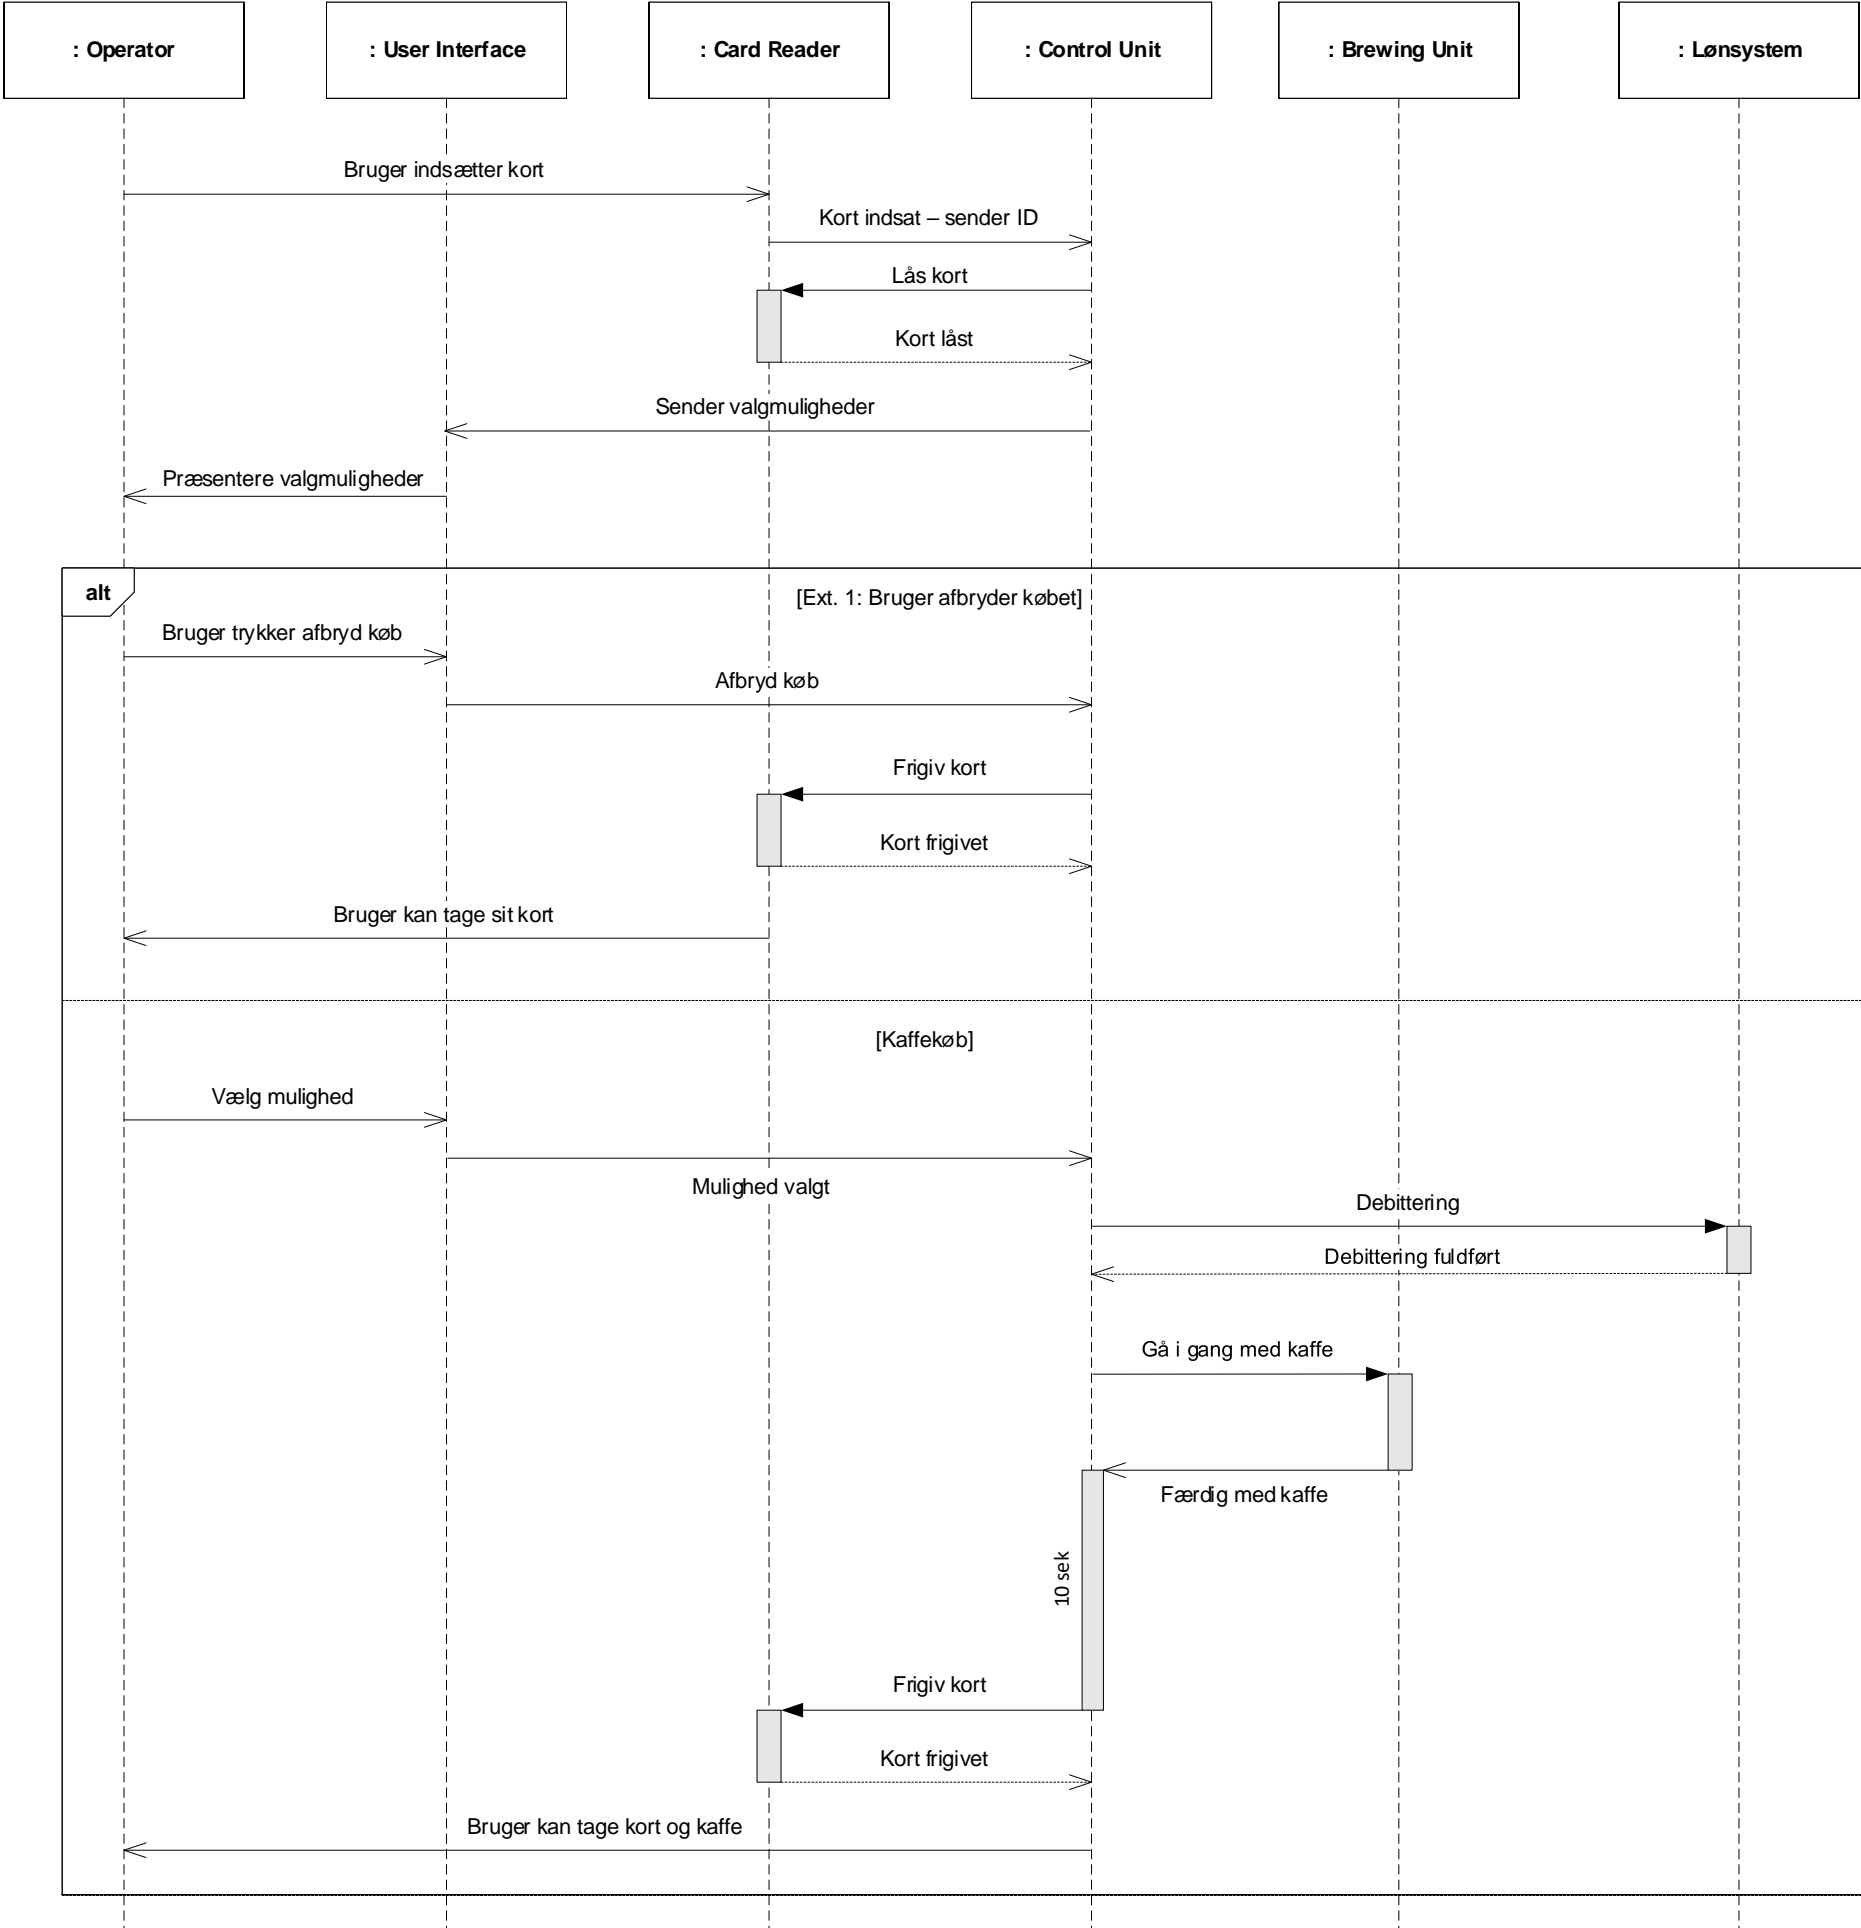 : Operator
: User Interface
: Card Reader
: Control Unit
: Brewing Unit
: Lønsystem
Bruger indsætter kort
Kort indsat – sender ID
Lås kort
Kort låst
Sender valgmuligheder
Præsentere valgmuligheder
alt
[Ext. 1: Bruger afbryder købet]
Bruger trykker afbryd køb
Afbryd køb
Frigiv kort
Kort frigivet
Bruger kan tage sit kort
[Kaffekøb]
Vælg mulighed
Mulighed valgt
Debittering
Debittering fuldført
Gå i gang med kaffe
Færdig med kaffe
10 sek
Frigiv kort
Kort frigivet
Bruger kan tage kort og kaffe